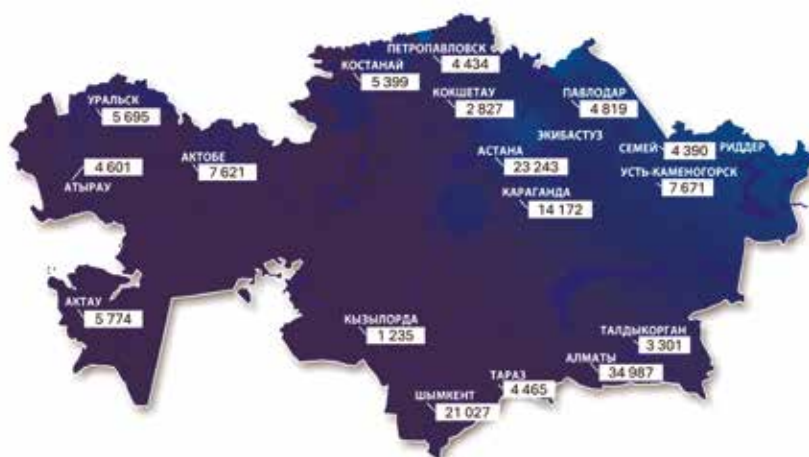 ПЕТРОПАВЛОВСК
4 434
КОСТАНАЙ
5 399
КОКШЕТАУ
2 827
ПАВЛОДАР
4 819
УРАЛЬСК
5 695
ЭКИБАСТУЗ
АСТАНА
23 243
СЕМЕЙ 4 390 РИДДЕР
УСТЬ-КАМЕНОГОРСК
7 671
4 601
АТЫРАУ
АКТОБЕ
7 621
КАРАГАНДА
14 172
АКТАУ
5 774
КЫЗЫЛОРДА
1 235
ТАЛДЫКОРГАН
3 301
АЛМАТЫ
34 987
ТАРАЗ
4 465
ШЫМКЕНТ
21 027